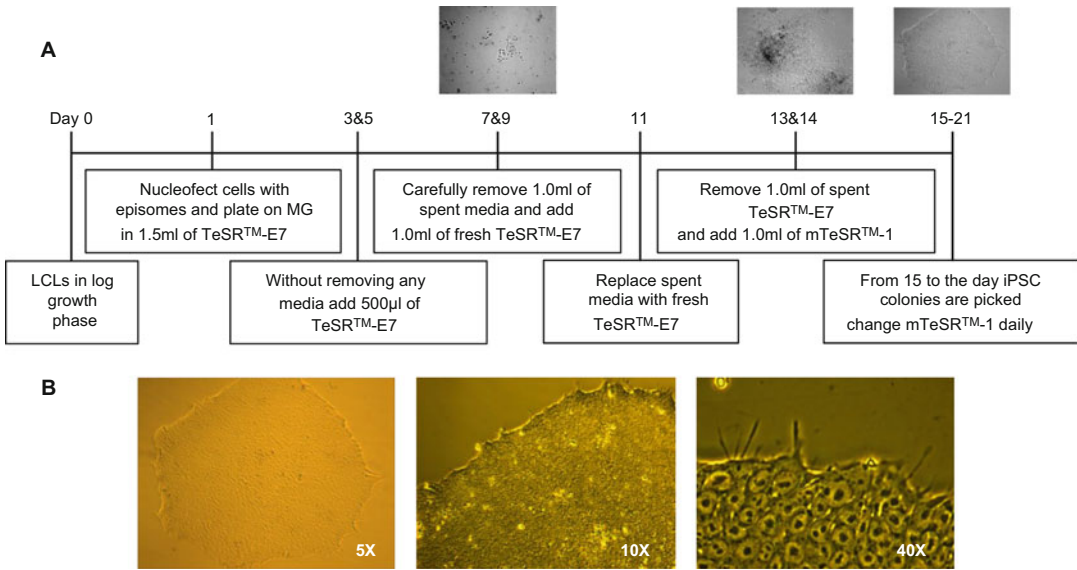 A
Day 0
1
3&5
7&9
11
13&14
15-21
Nucleofect cells with
episomes and plate on MG
in 1.5ml of TeSR™-E7
Carefully remove 1.0ml of
spent media and add
1.0ml of fresh TeSR™-E7
Remove 1.0ml of spent
TeSR™-E7
and add 1.0ml of mTeSR™-1
LCLs in log
growth
phase
Without removing any
media add 500µl of
TeSR™-E7
Replace spent
media with fresh
TeSR™-E7
From 15 to the day iPSC
colonies are picked
change mTeSR™-1 daily
B
5X
10X
40X